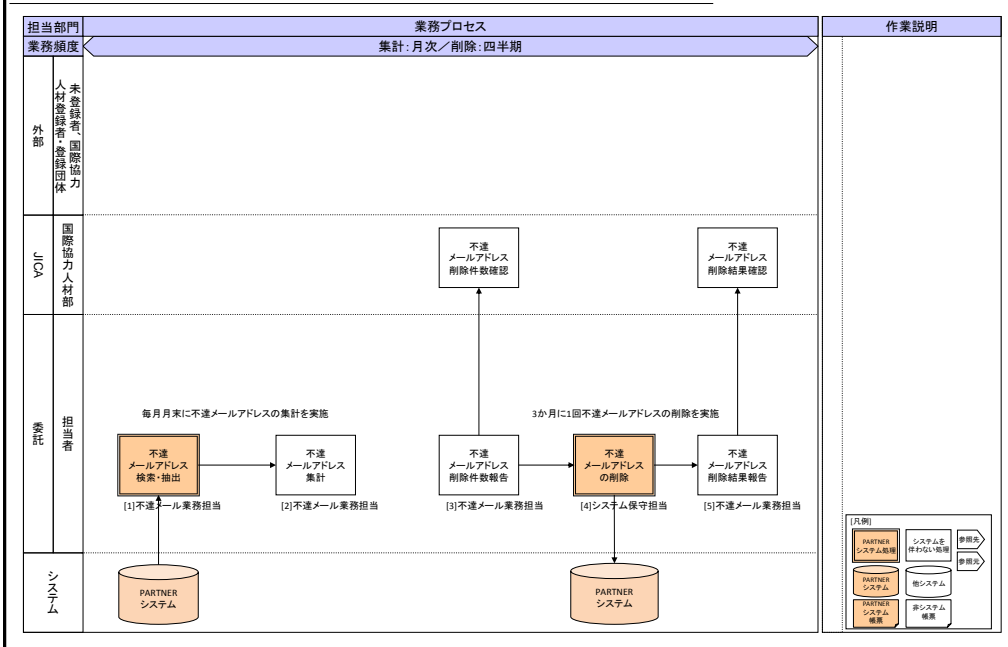 担当部門
業務プロセス
作業説明
業務頻度
集計：月次／削除：四半期
外部
未登録者、国際協力
人材登録者・登録団体
JICA
国際協力人材部
不達
メールアドレス
削除件数確認
不達
メールアドレス
削除結果確認
委託
担当者
毎月月末に不達メールアドレスの集計を実施
3か月に1回不達メールアドレスの削除を実施
不達
メールアドレス
検索・抽出
不達
メールアドレス
集計
不達
メールアドレス
削除件数報告
不達
メールアドレス
の削除
不達
メールアドレス
削除結果報告
[1]不達メール業務担当
[2]不達メール業務担当
[3]不達メール業務担当
[4]システム保守担当
[5]不達メール業務担当
システム
PARTNER
システム
PARTNER
システム
[凡例]
PARTNER
システム処理
システムを
伴わない処理
参照先
参照元
PARTNER
システム
他システム
PARTNER
システム
帳票
非システム
帳票